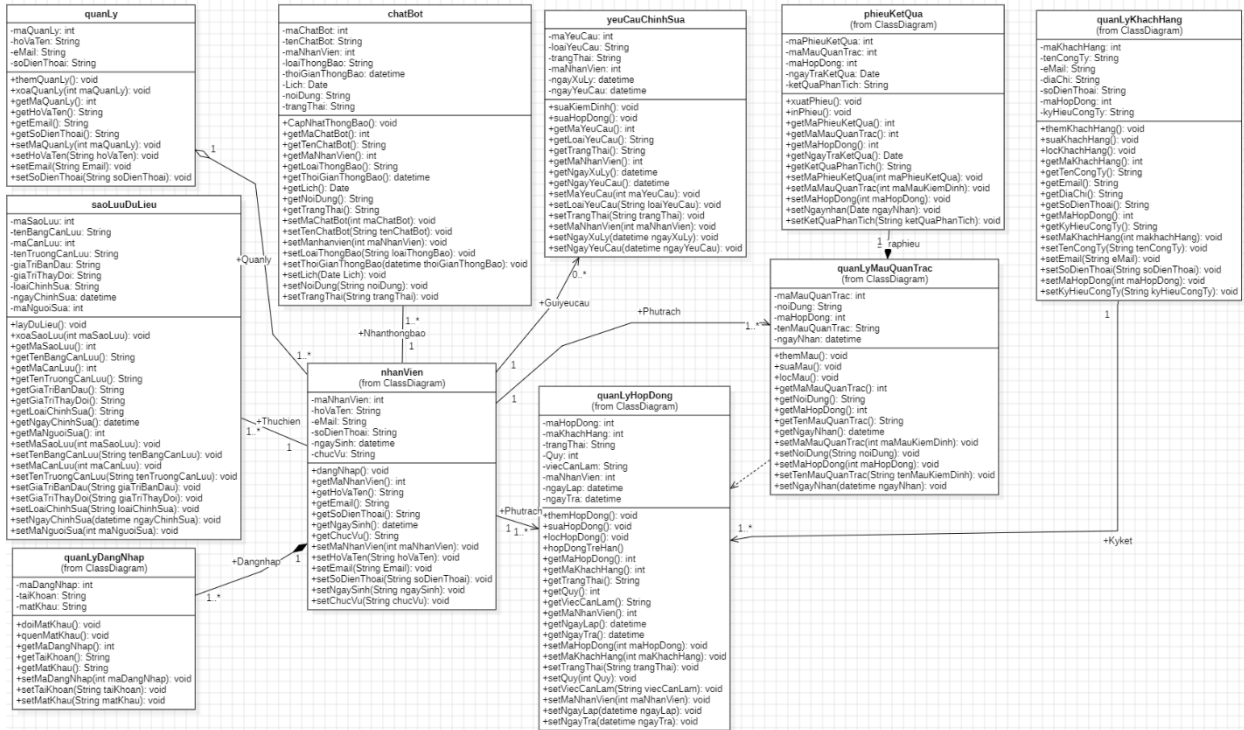 quanLy
-maQuanLy: int
-hoVaTen: String
-eMail: String
-soDienThoai: String
+themQuanLy(): void
+xoaQuanLy(int maQuanLy): void
+getMaQuanLy(): int
+getHoVaTen(): String
+getEmail(): String
+getSoDienThoai(): String
+setMaQuanLy(int maQuanLy): void
+setHoVaTen(String hoVaTen): void
+setEmail(String Email): void
+setSoDienThoai(String soDienThoai): void
chatBot
-maChatBot: int
-tenChatBot: String
-maNhanVien: int
-loaiThongBao: String
-thoiGianThongBao: datetime
-Lich: Date
-noiDung: String
-trangThai: String
+CapNhatThongBao(): void
+getMaChatBot(): int
+getTenChatBot(): String
+getMaNhanVien(): int
+getLoaiThongBao(): String
+getThoiGianThongBao(): datetime
+getLich(): Date
+getNoiDung(): String
+getTrangThai(): String
+setMaChatBot(int maChatBot): void
+setTenChatBot(String tenChatBot): void
+setManhanvien(int maNhanVien): void
+setLoaiThongBao(String loaiThongBao): void
+setThoiGianThongBao(datetime thoiGianThongBao): void
+setLich(Date Lich): void
+setNoiDung(String noiDung): void
+setTrangThai(String trangThai): void
yeuCauChinhSua
-maYeuCau: int
-loaiYeuCau: String
-trangThai: String
-maNhanVien: int
-ngayXuLy: datetime
-ngayYeuCau: datetime
+suaKiemDinh(): void
+suaHopDong(): void
+getMaYeuCau(): int
+getLoaiYeuCau(): String
+getTrangThai(): String
+getMaNhanVien(): int
+getNgayXuLy(): datetime
+getNgayYeuCau(): datetime
+setMaYeuCau(int maYeuCau): void
+setLoaiYeuCau(String loaiYeuCau): void
+setTrangThai(String trangThai): void
+setMaNhanVien(int maNhanVien): void
+setNgayXuLy(datetime ngayXuLy): void
+setNgayYeuCau(datetime ngayYeuCau): void
phieuKetQua
(from ClassDiagram)
-maPhieuKetQua: int
-maMauQuanTrac: int
-maHopDong: int
-ngayTraKetQua: Date
-ketQuaPhanTich: String
+xuatPhieu(): void
+inPhieu(): void
+getMaPhieuKetQua(): int
+getMaMauQuanTrac(): int
+getMaHopDong(): int
+getNgayTraKetQua(): Date
+getKetQuaPhanTich(): String
+setMaPhieuKetQua(int maPhieuKetQua): void
+setMaMauQuanTrac(int maMauKiemDinh): void
+setMaHopDong(int maHopDong): void
+setNgaynhan(Date ngayNhan): void
+setKetQuaPhanTich(String ketQuaPhanTich): void
quanLyKhachHang
(from ClassDiagram)
-maKhachHang: int
-tenCongTy: String
-eMail: String
-diaChi: String
-soDienThoai: String
-maHopDong: int
-kyHieuCongTy: String
+themKhachHang(): void
+suaKhachHang(): void
+locKhachHang(): void
+getMaKhachHang(): int
+getTenCongTy(): String
+getEmail(): String
+getDiaChi(): String
+getSoDienThoai(): String
+getMaHopDong(): int
+getKyHieuCongTy(): String
+setMaKhachHang(int makhachHang): void
+setTenCongTy(String tenCongTy): void
+setEmail(String eMail): void
+setSoDienThoai(String soDienThoai): void
+setMaHopDong(int maHopDong): void
+setKyHieuCongTy(String kyHieuCongTy): void
1
+Quanly
1..*
saoLuuDuLieu
-maSaoLuu: int
-tenBangCanLuu: String
-maCanLuu: int
-tenTruongCanLuu: String
-giaTriBanDau: String
-giaTriThayDoi: String
-loaiChinhSua: String
-ngayChinhSua: datetime
-maNguoiSua: int
+layDuLieu(): void
+xoaSaoLuu(int maSaoLuu): void
+getMaSaoLuu(): int
+getTenBangCanLuu(): String
+getMaCanLuu(): int
+getTenTruongCanLuu(): String
+getGiaTriBanDau(): String
+getGiaTriThayDoi(): String
+getLoaiChinhSua(): String
+getNgayChinhSua(): datetime
+getMaNguoiSua(): int
+setMaSaoLuu(int maSaoLuu): void
+setTenBangCanLuu(String tenBangCanLuu): void
+setMaCanLuu(int maCanLuu): void
+setTenTruongCanLuu(String tenTruongCanLuu): void
+setGiaTriBanDau(String giaTriBanDau): void
+setGiaTriThayDoi(String giaTriThayDoi): void
+setLoaiChinhSua(String loaiChinhSua): void
+setNgayChinhSua(datetime ngayChinhSua): void
+setMaNguoiSua(int maNguoiSua): void
1..*
+Nhanthongbao
1
0..*
+Guiyeucau
1
+Phutrach
1..*
1
1
raphieu
quanLyMauQuanTrac
(from ClassDiagram)
-maMauQuanTrac: int
-noiDung: String
-maHopDong: int
-tenMauQuanTrac: String
-ngayNhan: datetime
+themMau(): void
+suaMau(): void
+locMau(): void
+getMaMauQuanTrac(): int
+getNoiDung(): String
+getMaHopDong(): int
+getTenMauQuanTrac(): String
+getNgayNhan(): datetime
+setMaMauQuanTrac(int maMauKiemDinh): void
+setNoiDung(String noiDung): void
+setMaHopDong(int maHopDong): void
+setTenMauQuanTrac(String tenMauKiemDinh): void
+setNgayNhan(datetime ngayNhan): void
nhanVien
(from ClassDiagram)
-maNhanVien: int
-hoVaTen: String
-eMail: String
-soDienThoai: String
-ngaySinh: datetime
-chucVu: String
+dangNhap(): void
+getMaNhanVien(): int
+getHoVaTen(): String
+getEmail(): String
+getSoDienThoai(): String
+getNgaySinh(): datetime
+getChucVu(): String
+setMaNhanVien(int maNhanVien): void
+setHoVaTen(String hoVaTen): void
+setEmail(String Email): void
+setSoDienThoai(String soDienThoai): void
+setNgaySinh(String ngaySinh): void
+setChucVu(String chucVu): void
+Thuchien
1..*
1
quanLyHopDong
(from ClassDiagram)
-maHopDong: int
-maKhachHang: int
-trangThai: String
-Quy: int
-viecCanLam: String
-maNhanVien: int
-ngayLap: datetime
-ngayTra: datetime
+themHopDong(): void
+suaHopDong(): void
+locHopDong(): void
+hopDongTreHan()
+getMaHopDong(): int
+getMaKhachHang(): int
+getTrangThai(): String
+getQuy(): int
+getViecCanLam(): String
+getMaNhanVien(): int
+getNgayLap(): datetime
+getNgayTra(): datetime
+setMaHopDong(int maHopDong): void
+setMaKhachHang(int maKhachHang): void
+setTrangThai(String trangThai): void
+setQuy(int Quy): void
+setViecCanLam(String viecCanLam): void
+setMaNhanVien(int maNhanVien): void
+setNgayLap(datetime ngayLap): void
+setNgayTra(datetime ngayTra): void
+Phutrach
1
1..*
1
1..*
+Kyket
quanLyDangNhap
(from ClassDiagram)
-maDangNhap: int
-taiKhoan: String
-matKhau: String
+doiMatKhau(): void
+quenMatKhau(): void
+getMaDangNhap(): int
+getTaiKhoan(): String
+getMatKhau(): String
+setMaDangNhap(int maDangNhap): void
+setTaiKhoan(String taiKhoan): void
+setMatKhau(String matKhau): void
+Dangnhap
1
1..*